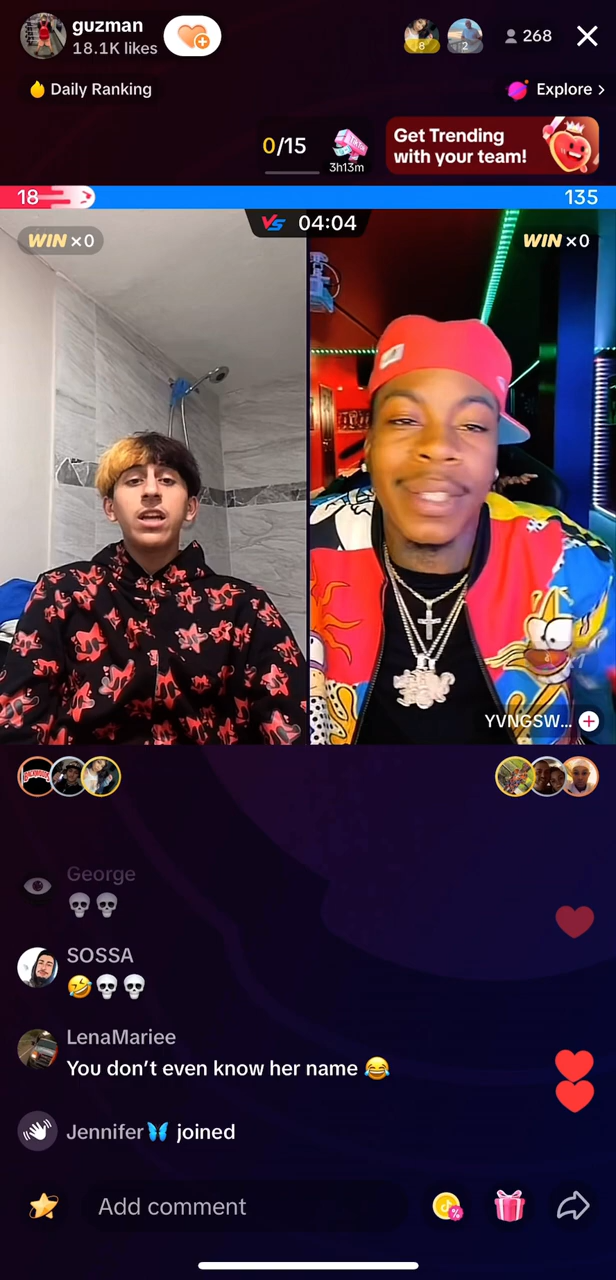 guzman
18.1K likes
8
2
268
Daily Ranking
Explore
0/15
3h13m
Get Trending
with your team!
18
135
VS 04:04
WIN ×0
WIN ×0
YVNGSW...
BACKWOODS
George
💀💀
SOSSA
🤣💀💀
LenaMariee
You don’t even know her name 😂
Jennifer🦋 joined
Add comment